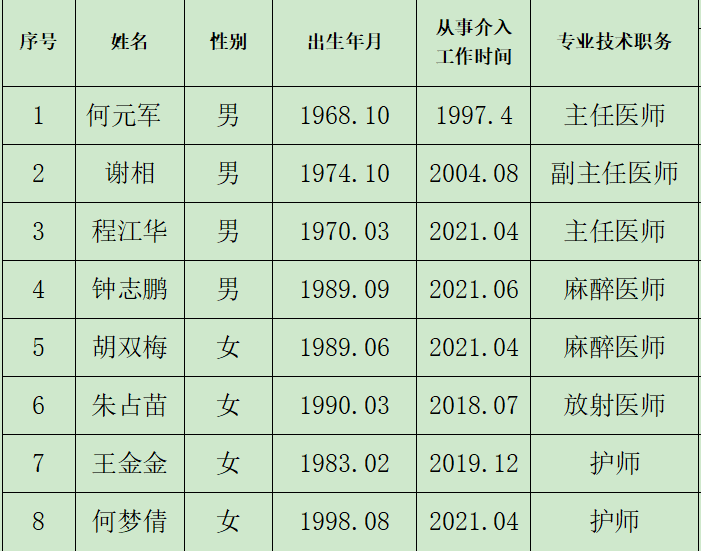 序号 姓名 性别 出生年月 从事介入工作时间 专业技术职务
1 何元军 男 1968.10 1997.4 主任医师
2 谢相 男 1974.10 2004.08 副主任医师
3 程江华 男 1970.03 2021.04 主任医师
4 钟志鹏 男 1989.09 2021.06 麻醉医师
5 胡双梅 女 1989.06 2021.04 麻醉医师
6 朱占苗 女 1990.03 2018.07 放射医师
7 王金金 女 1983.02 2019.12 护师
8 何梦倩 女 1998.08 2021.04 护师